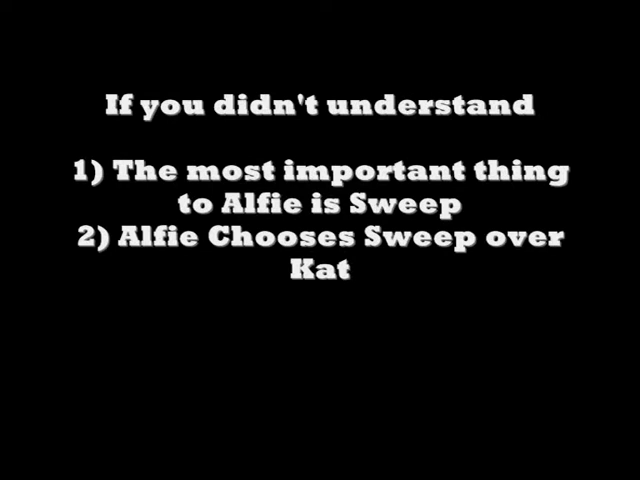 If you didn't understand
1) The most important thing
to Alfie is Sweep
2) Alfie Chooses Sweep over
Kat